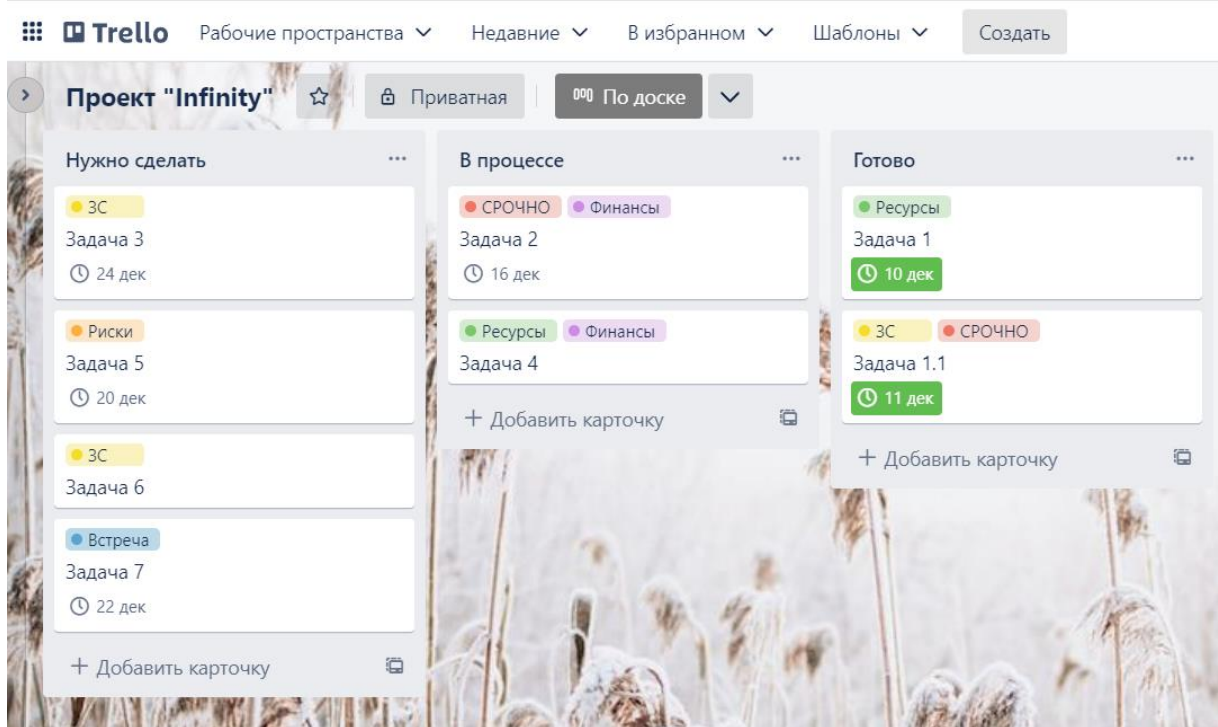 Trello Рабочие пространства Недавние В избранном Шаблоны Создать
Проект "Infinity" Приватная По доске
Нужно сделать
ЗС
Задача 3
24 дек
Риски
Задача 5
20 дек
ЗС
Задача 6
Встреча
Задача 7
22 дек
+ Добавить карточку
В процессе
СРОЧНО Финансы
Задача 2
16 дек
Ресурсы Финансы
Задача 4
+ Добавить карточку
Готово
Ресурсы
Задача 1
10 дек
ЗС СРОЧНО
Задача 1.1
11 дек
+ Добавить карточку